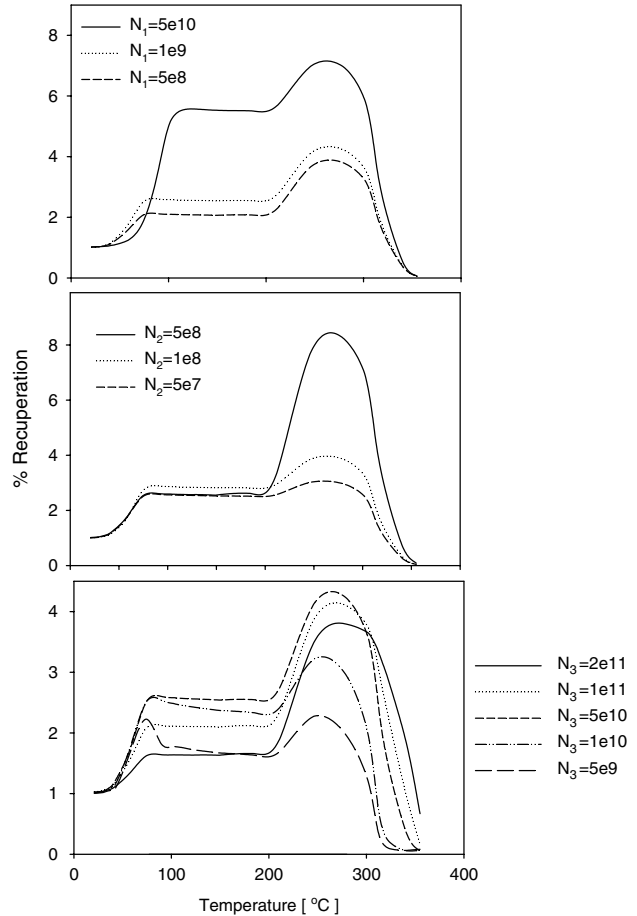 8
6
4
2
0
N₁=5e10
N₁=1e9
N₁=5e8
% Recuperation
8
6
4
2
0
N₂=5e8
N₂=1e8
N₂=5e7
4
3
2
1
0
0 100 200 300 400
Temperature [ °C]
N₃=2e11
N₃=1e11
N₃=5e10
N₃=1e10
N₃=5e9